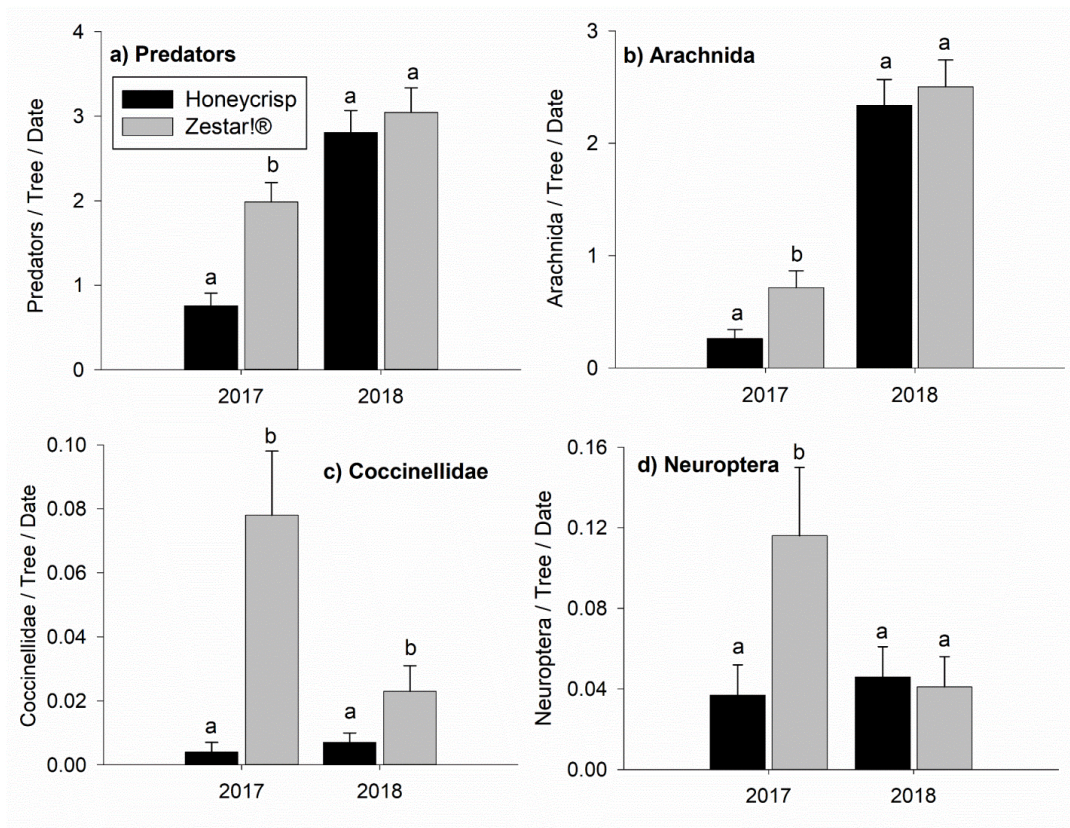 a) Predators
Honeycrisp
Zestar!®
Predators / Tree / Date
4
3
2
1
0
a
b
a
a
2017
2018
b) Arachnida
Arachnida / Tree / Date
3
2
1
0
a
b
a
a
2017
2018
c) Coccinellidae
Coccinellidae / Tree / Date
0.10
0.08
0.06
0.04
0.02
0.00
a
b
a
b
2017
2018
d) Neuroptera
Neuroptera / Tree / Date
0.16
0.12
0.08
0.04
0.00
a
b
a
a
2017
2018